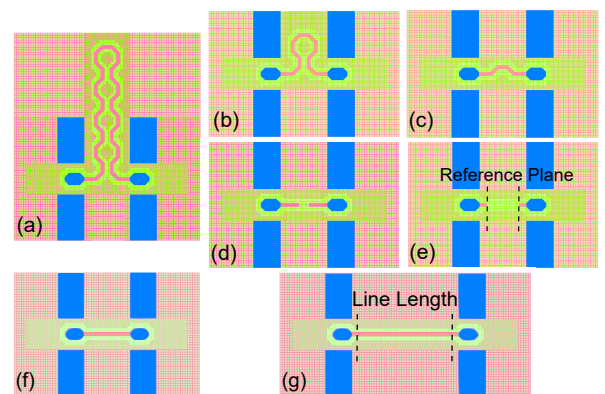 (a)
(b)
(c)
(d)
Reference Plane
(e)
(f)
Line Length
(g)